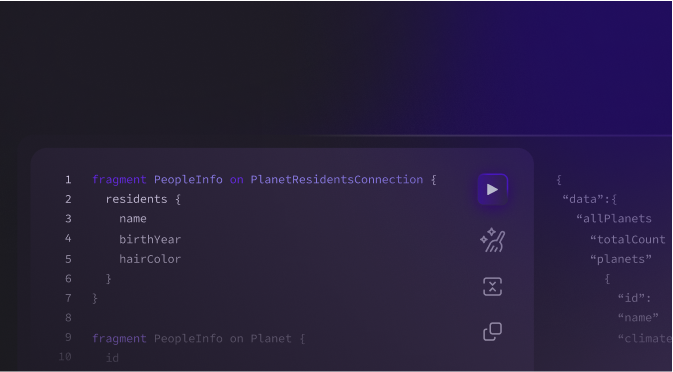 1 fragment PeopleInfo on PlanetResidentsConnection {
2 residents {
3 name
4 birthYear
5 hairColor
6 }
7 }
8
9 fragment PeopleInfo on Planet {
10 id
{
“data”:{
“allPlanets
“totalCount
“planets”
{
“id”:
“name”
“climate